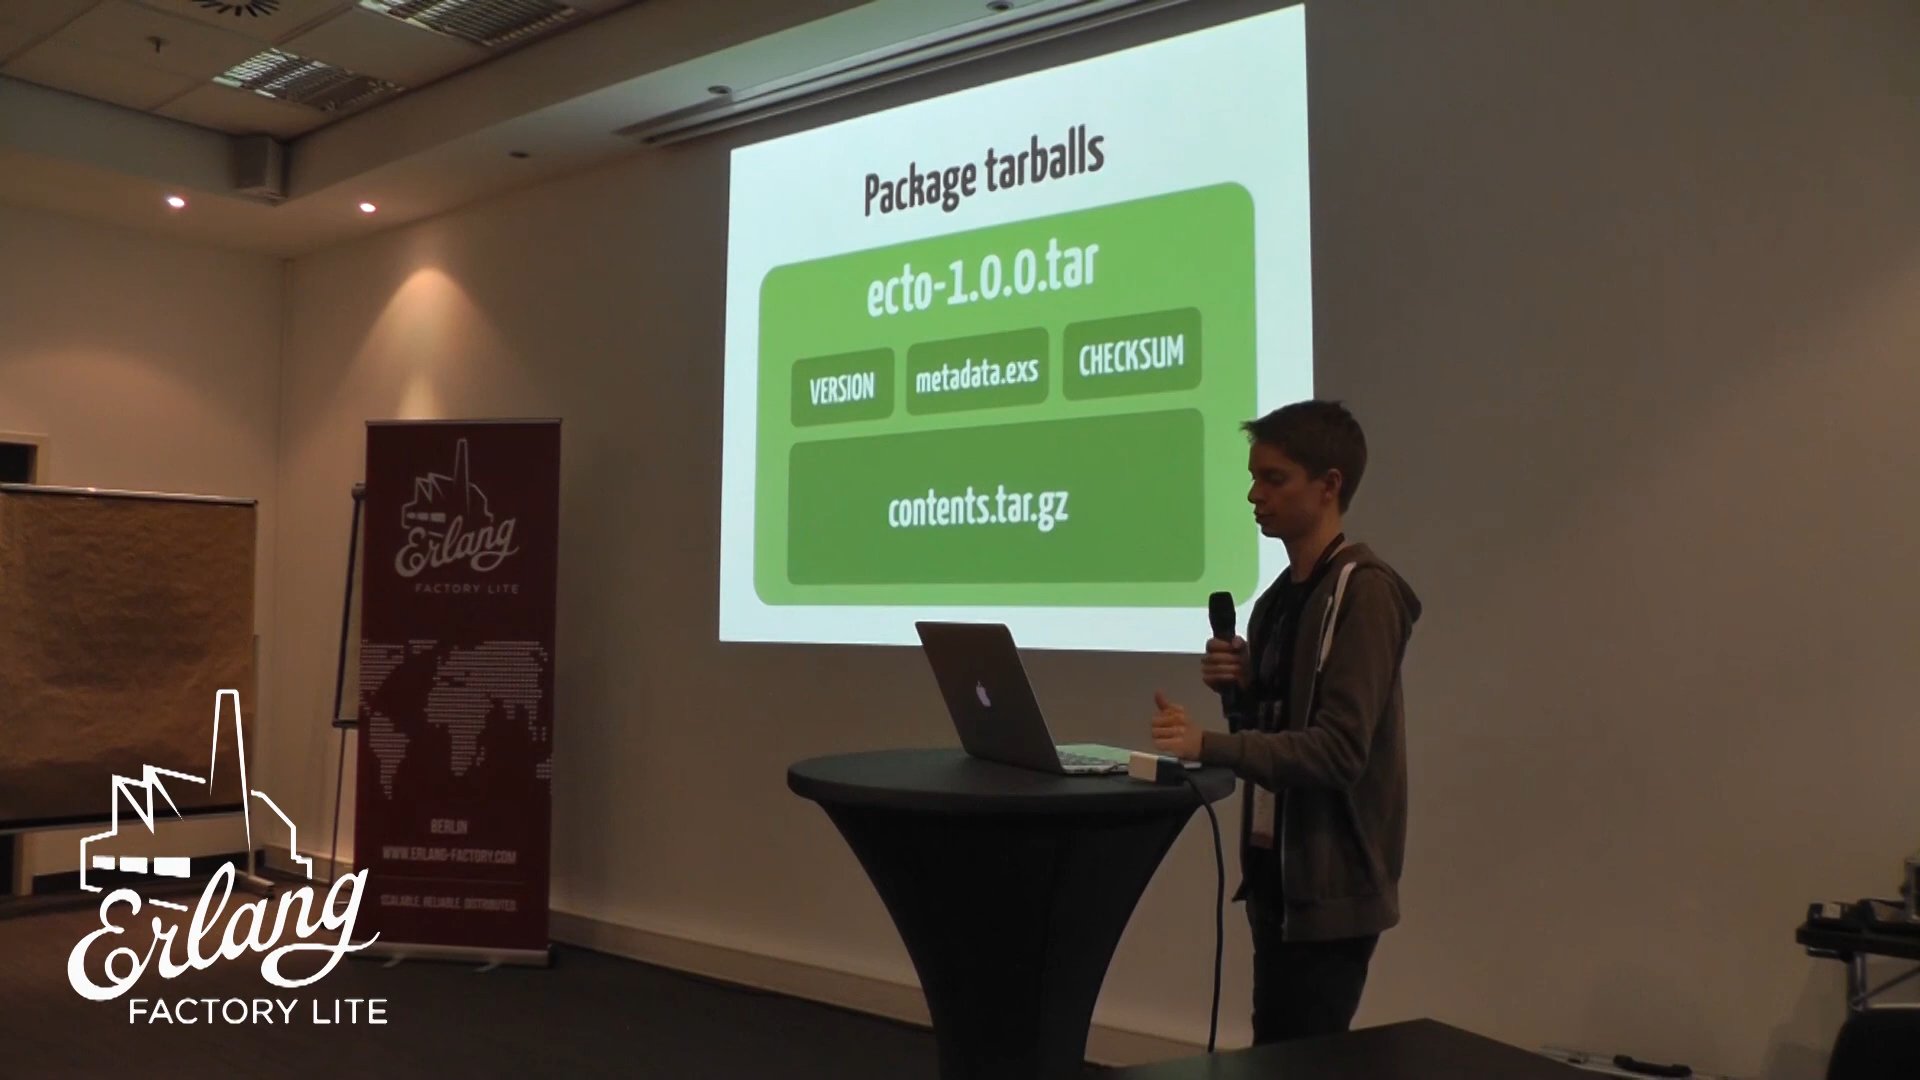 Package tarballs
ecto-1.0.0.tar
VERSION
metadata.exs
CHECKSUM
contents.tar.gz
Erlang
FACTORY LITE
BERLIN
WWW.ERLANG-FACTORY.COM
SCALABLE. RELIABLE. DISTRIBUTED.
Erlang
FACTORY LITE